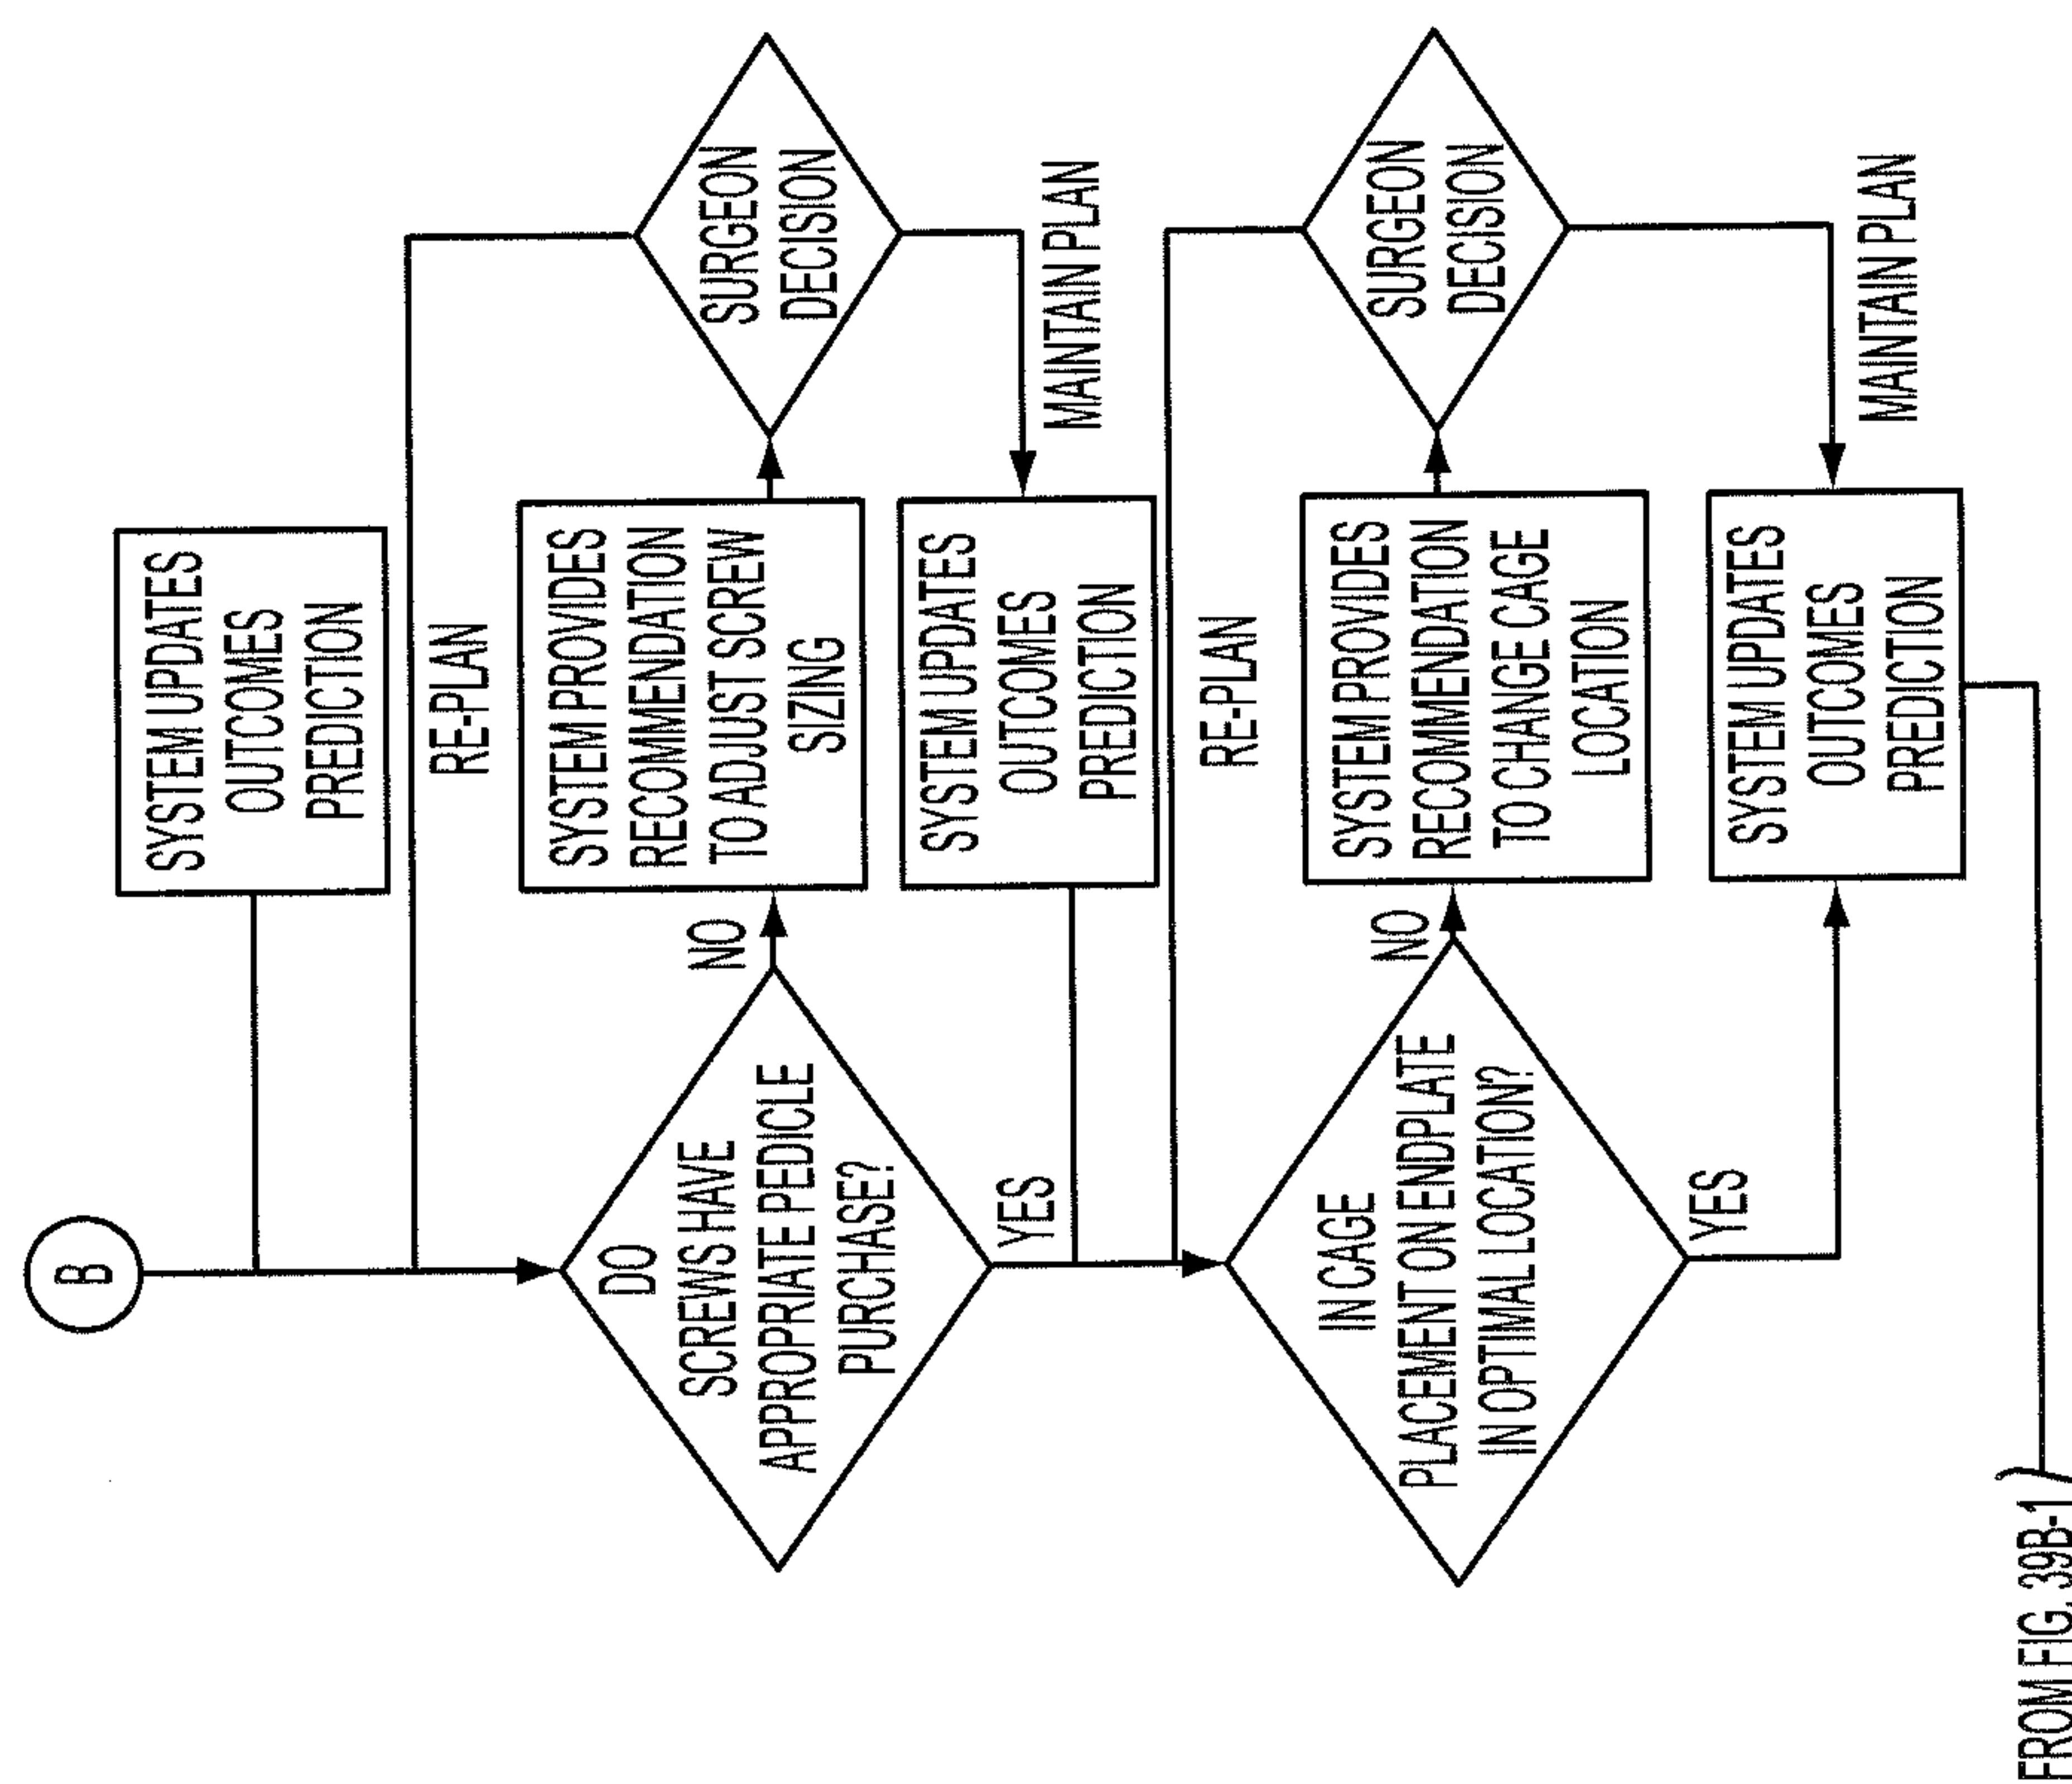 B
SYSTEM UPDATES
OUTCOMES
PREDICTION
RE-PLAN
DO
SCREWS HAVE
APPROPRIATE PEDICLE
PURCHASE?
NO
SYSTEM PROVIDES
RECOMMENDATION
TO ADJUST SCREW
SIZING
SURGEON
DECISION
MAINTAIN PLAN
SYSTEM UPDATES
OUTCOMES
PREDICTION
YES
RE-PLAN
IN CAGE
PLACEMENT ON ENDPLATE
IN OPTIMAL LOCATION?
NO
SYSTEM PROVIDES
RECOMMENDATION
TO CHANGE CAGE
LOCATION
SURGEON
DECISION
MAINTAIN PLAN
YES
SYSTEM UPDATES
OUTCOMES
PREDICTION
FROM FIG. 39B-1